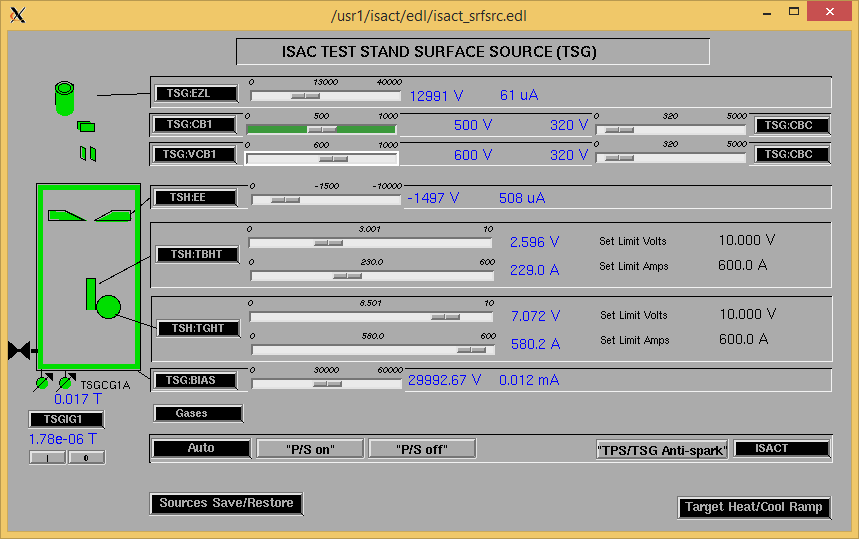 /usr1/isact/edl/isact_srfsrc.edl
ISAC TEST STAND SURFACE SOURCE (TSG)
TSG:EZL 0 13000 40000 12991 V 61 uA
TSG:CB1 0 500 1000 500 V 320 V 0 320 5000 TSG:CBC
TSG:VCB1 0 600 1000 600 V 320 V 0 320 5000 TSG:CBC
TSH:EE 0 -1500 -10000 -1497 V 508 uA
0 3.001 10 2.596 V Set Limit Volts 10.000 V
TSH:TBHT
0 230.0 600 229.0 A Set Limit Amps 600.0 A
0 8.501 10 7.072 V Set Limit Volts 10.000 V
TSH:TGHT
0 580.0 600 580.2 A Set Limit Amps 600.0 A
TSG:BIAS 0 30000 60000 29992.67 V 0.012 mA
TSGCG1A
0.017 T
TSGIG1
1.78e-06 T
I 0
Gases
Auto "P/S on" "P/S off" "TPS/TSG Anti-spark" ISACT
Sources Save/Restore
Target Heat/Cool Ramp